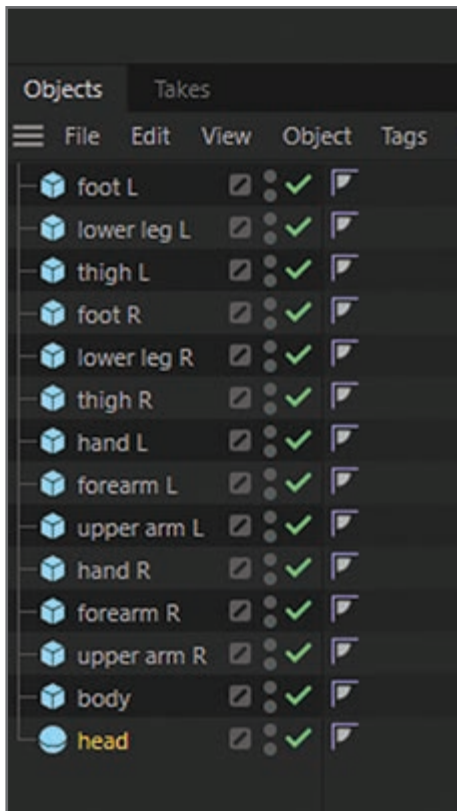 Objects Takes
File Edit View Object Tags
foot L
lower leg L
thigh L
foot R
lower leg R
thigh R
hand L
forearm L
upper arm L
hand R
forearm R
upper arm R
body
head